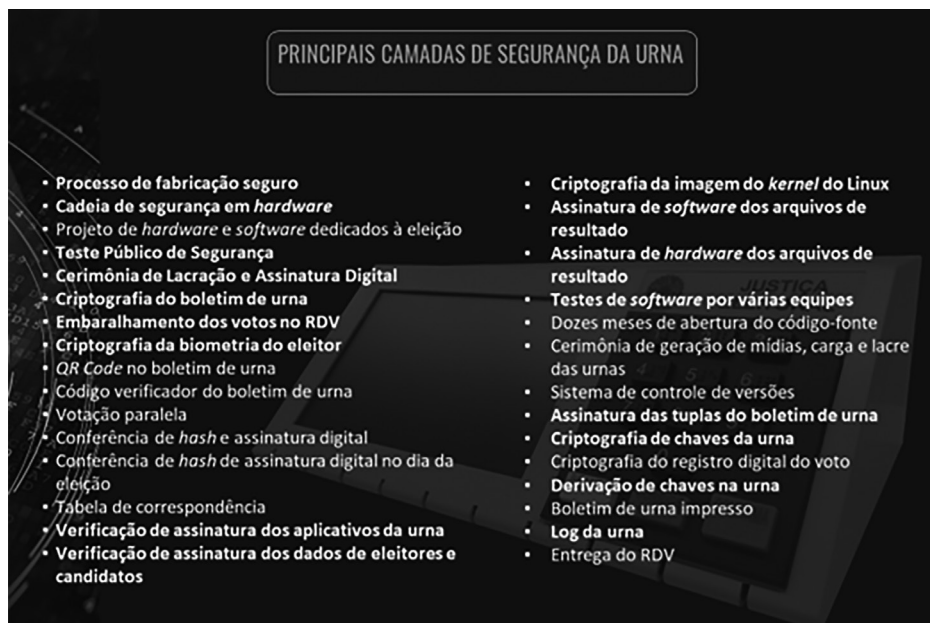 PRINCIPAIS CAMADAS DE SEGURANÇA DA URNA
• Processo de fabricação seguro
• Cadeia de segurança em hardware
• Projeto de hardware e software dedicados à eleição
• Teste Público de Segurança
• Cerimônia de Lacração e Assinatura Digital
• Criptografia do boletim de urna
• Embaralhamento dos votos no RDV
• Criptografia da biometria do eleitor
• QR Code no boletim de urna
• Código verificador do boletim de urna
• Votação paralela
• Conferência de hash e assinatura digital
• Conferência de hash de assinatura digital no dia da
eleição
• Tabela de correspondência
• Verificação de assinatura dos aplicativos da urna
• Verificação de assinatura dos dados de eleitores e
candidatos
• Criptografia da imagem do kernel do Linux
• Assinatura de software dos arquivos de
resultado
• Assinatura de hardware dos arquivos de
resultado
• Testes de software por várias equipes
• Doze meses de abertura do código-fonte
• Cerimônia de geração de mídias, carga e lacre
das urnas
• Sistema de controle de versões
• Assinatura das tuplas do boletim de urna
• Criptografia de chaves da urna
• Criptografia do registro digital do voto
• Derivação de chaves na urna
• Boletim de urna impresso
• Log da urna
• Entrega do RDV
JUSTIÇA